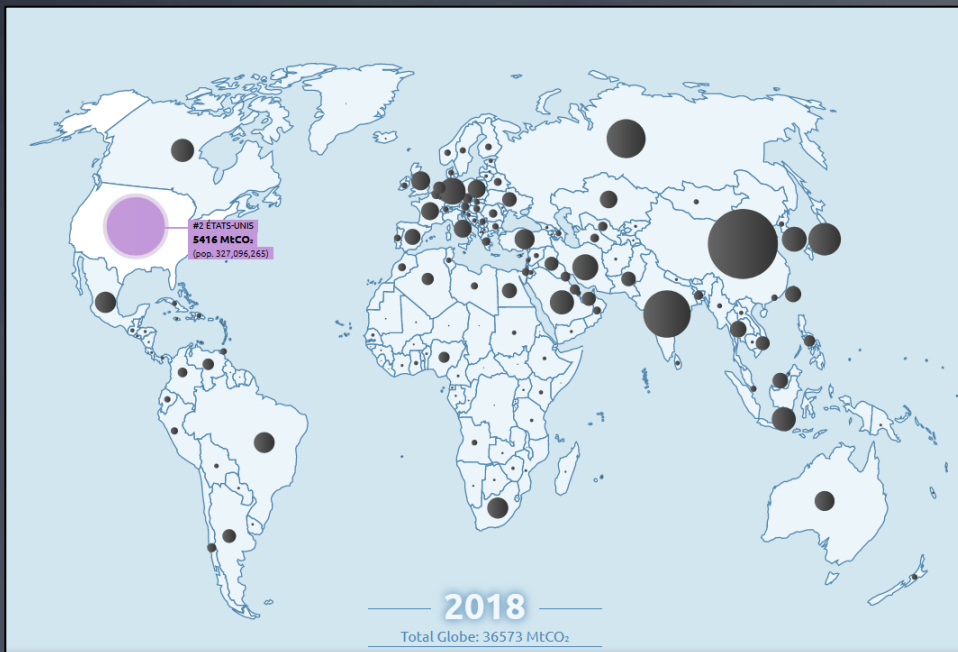 #2 ÉTATS-UNIS
5416 MtCO₂
(pop. 327,096,265)
2018
Total Globe: 36573 MtCO₂